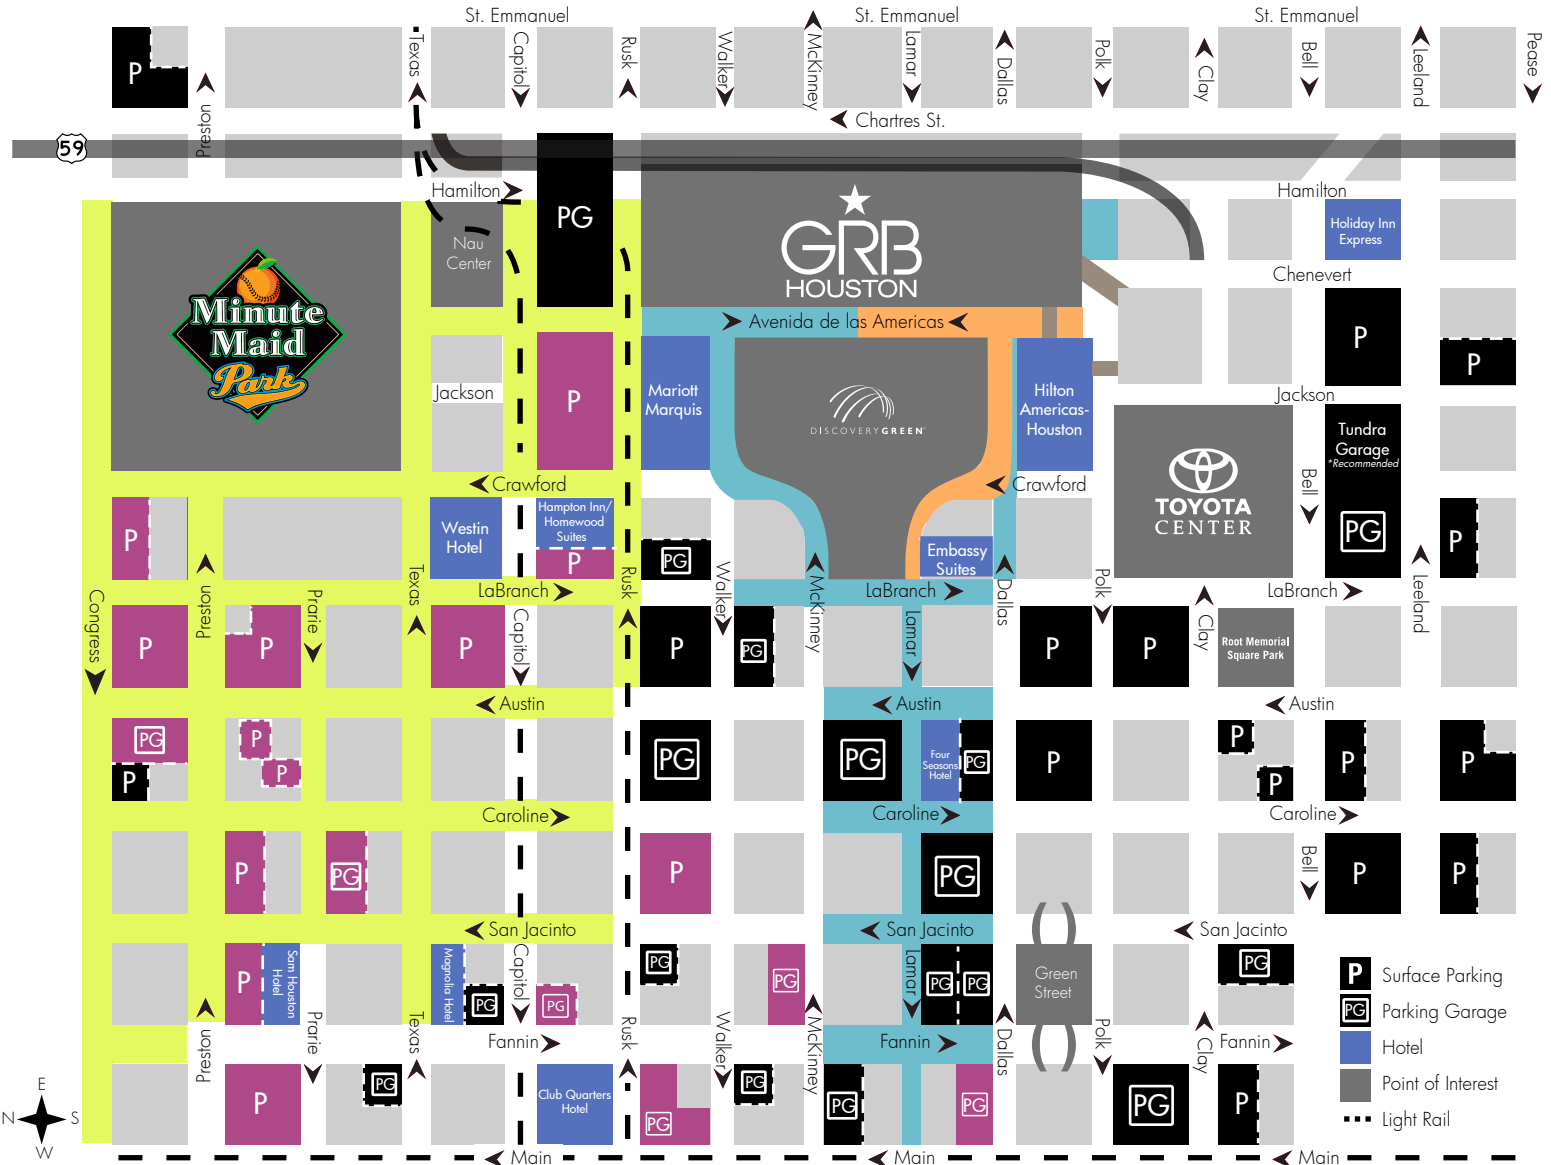 St. Emmanuel
St. Emmanuel
St. Emmanuel
P
Preston
Texas
Capitol
Rusk
Walker
McKinney
Lamar
Dallas
Polk
Clay
Bell
Leeland
Pease
Chartres St.
59
Hamilton
Hamilton
PG
Nau
Center
GRB
HOUSTON
Holiday Inn
Express
Chenevert
Minute
Maid
Park
Avenida de las Americas
P
P
Jackson
P
Mariott
Marquis
DISCOVERY GREEN
Hilton
Americas-
Houston
Jackson
Tundra
Garage
*Recommended
PG
TOYOTA
CENTER
Bell
Crawford
Crawford
P
Westin
Hotel
Hampton Inn/
Homewood
Suites
P
PG
Embassy
Suites
P
LaBranch
LaBranch
LaBranch
Congress
Preston
Prarie
Texas
Capitol
Rusk
Walker
McKinney
Lamar
Dallas
Polk
Clay
Leeland
P
P
P
P
PG
P
P
Root Memorial
Square Park
Austin
Austin
Austin
PG
P
P
P
PG
PG
Four
Seasons
Hotel
PG
P
P
P
P
P
Caroline
Caroline
Caroline
P
PG
P
PG
Bell
P
P
San Jacinto
San Jacinto
San Jacinto
P
Sam Houston
Hotel
Magnolia Hotel
PG
Capitol
PG
PG
PG
Lamar
PG
PG
Green
Street
PG
Preston
Prarie
Texas
Fannin
Rusk
Walker
McKinney
Fannin
Dallas
Polk
Clay
Fannin
P
PG
Club Quarters
Hotel
PG
PG
PG
PG
PG
P
P Surface Parking
PG Parking Garage
Hotel
Point of Interest
Light Rail
E
N S
W
Main
Main
Main